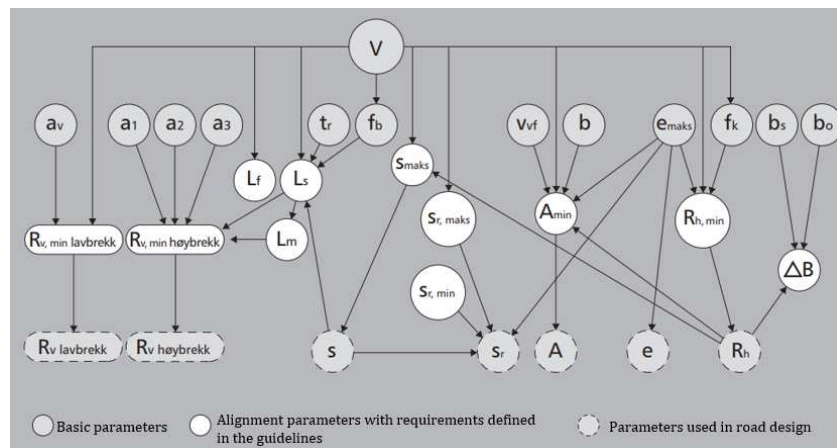 V
av a1 a2 a3 tr fb vvf b emaks fk bs bo
Lf Ls smaks
sr, maks Amin Rh, min
Rv, min lavbrekk Rv, min høybrekk Lm
ΔB
sr, min
Rv lavbrekk Rv høybrekk s sr A e Rh
Basic parameters Alignment parameters with requirements defined Parameters used in road design
in the guidelines